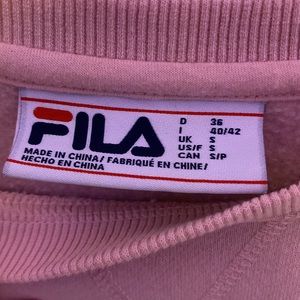 FILA
D 36
I 40/42
UK S
US/F S
CAN S/P
MADE IN CHINA/ FABRIQUÉ EN CHINE/
HECHO EN CHINA